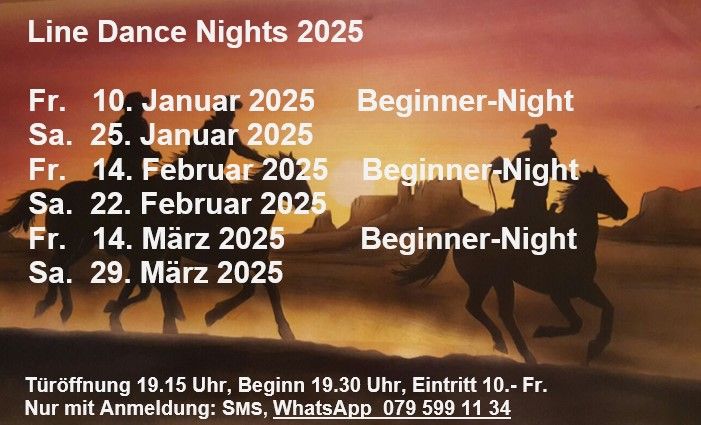 Line Dance Nights 2025
Fr. 10. Januar 2025 Beginner-Night
Sa. 25. Januar 2025
Fr. 14. Februar 2025 Beginner-Night
Sa. 22. Februar 2025
Fr. 14. März 2025 Beginner-Night
Sa. 29. März 2025
Türöffnung 19.15 Uhr, Beginn 19.30 Uhr, Eintritt 10.- Fr.
Nur mit Anmeldung: SMS, WhatsApp 079 599 11 34